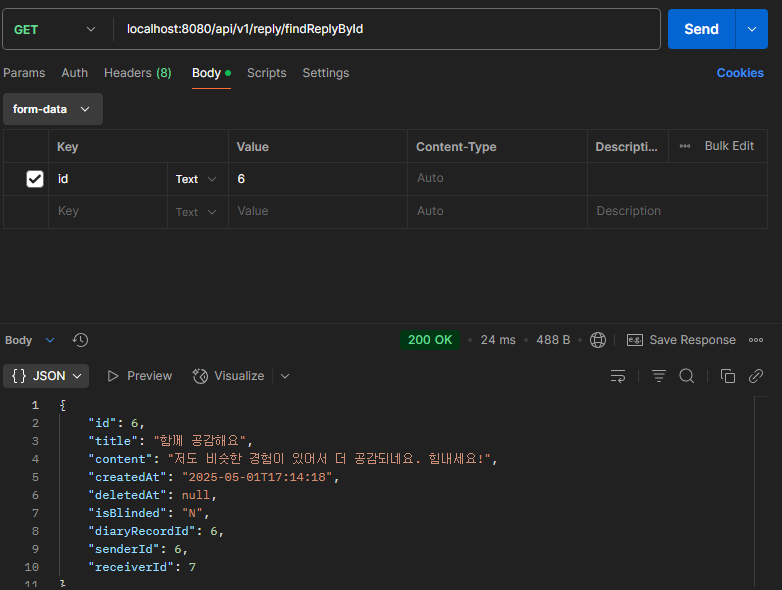 GET localhost:8080/api/v1/reply/findReplyById Send
Params Auth Headers (8) Body Scripts Settings Cookies
form-data
Key Value Content-Type Descripti... Bulk Edit
id Text 6 Auto
Key Text Value Auto Description
Body 200 OK 24 ms 488 B e.g. Save Response
{} JSON Preview Visualize
1 {
2 "id": 6,
3 "title": "함께 공감해요",
4 "content": "저도 비슷한 경험이 있어서 더 공감되네요. 힘내세요!",
5 "createdAt": "2025-05-01T17:14:18",
6 "deletedAt": null,
7 "isBlinded": "N",
8 "diaryRecordId": 6,
9 "senderId": 6,
10 "receiverId": 7
11 }